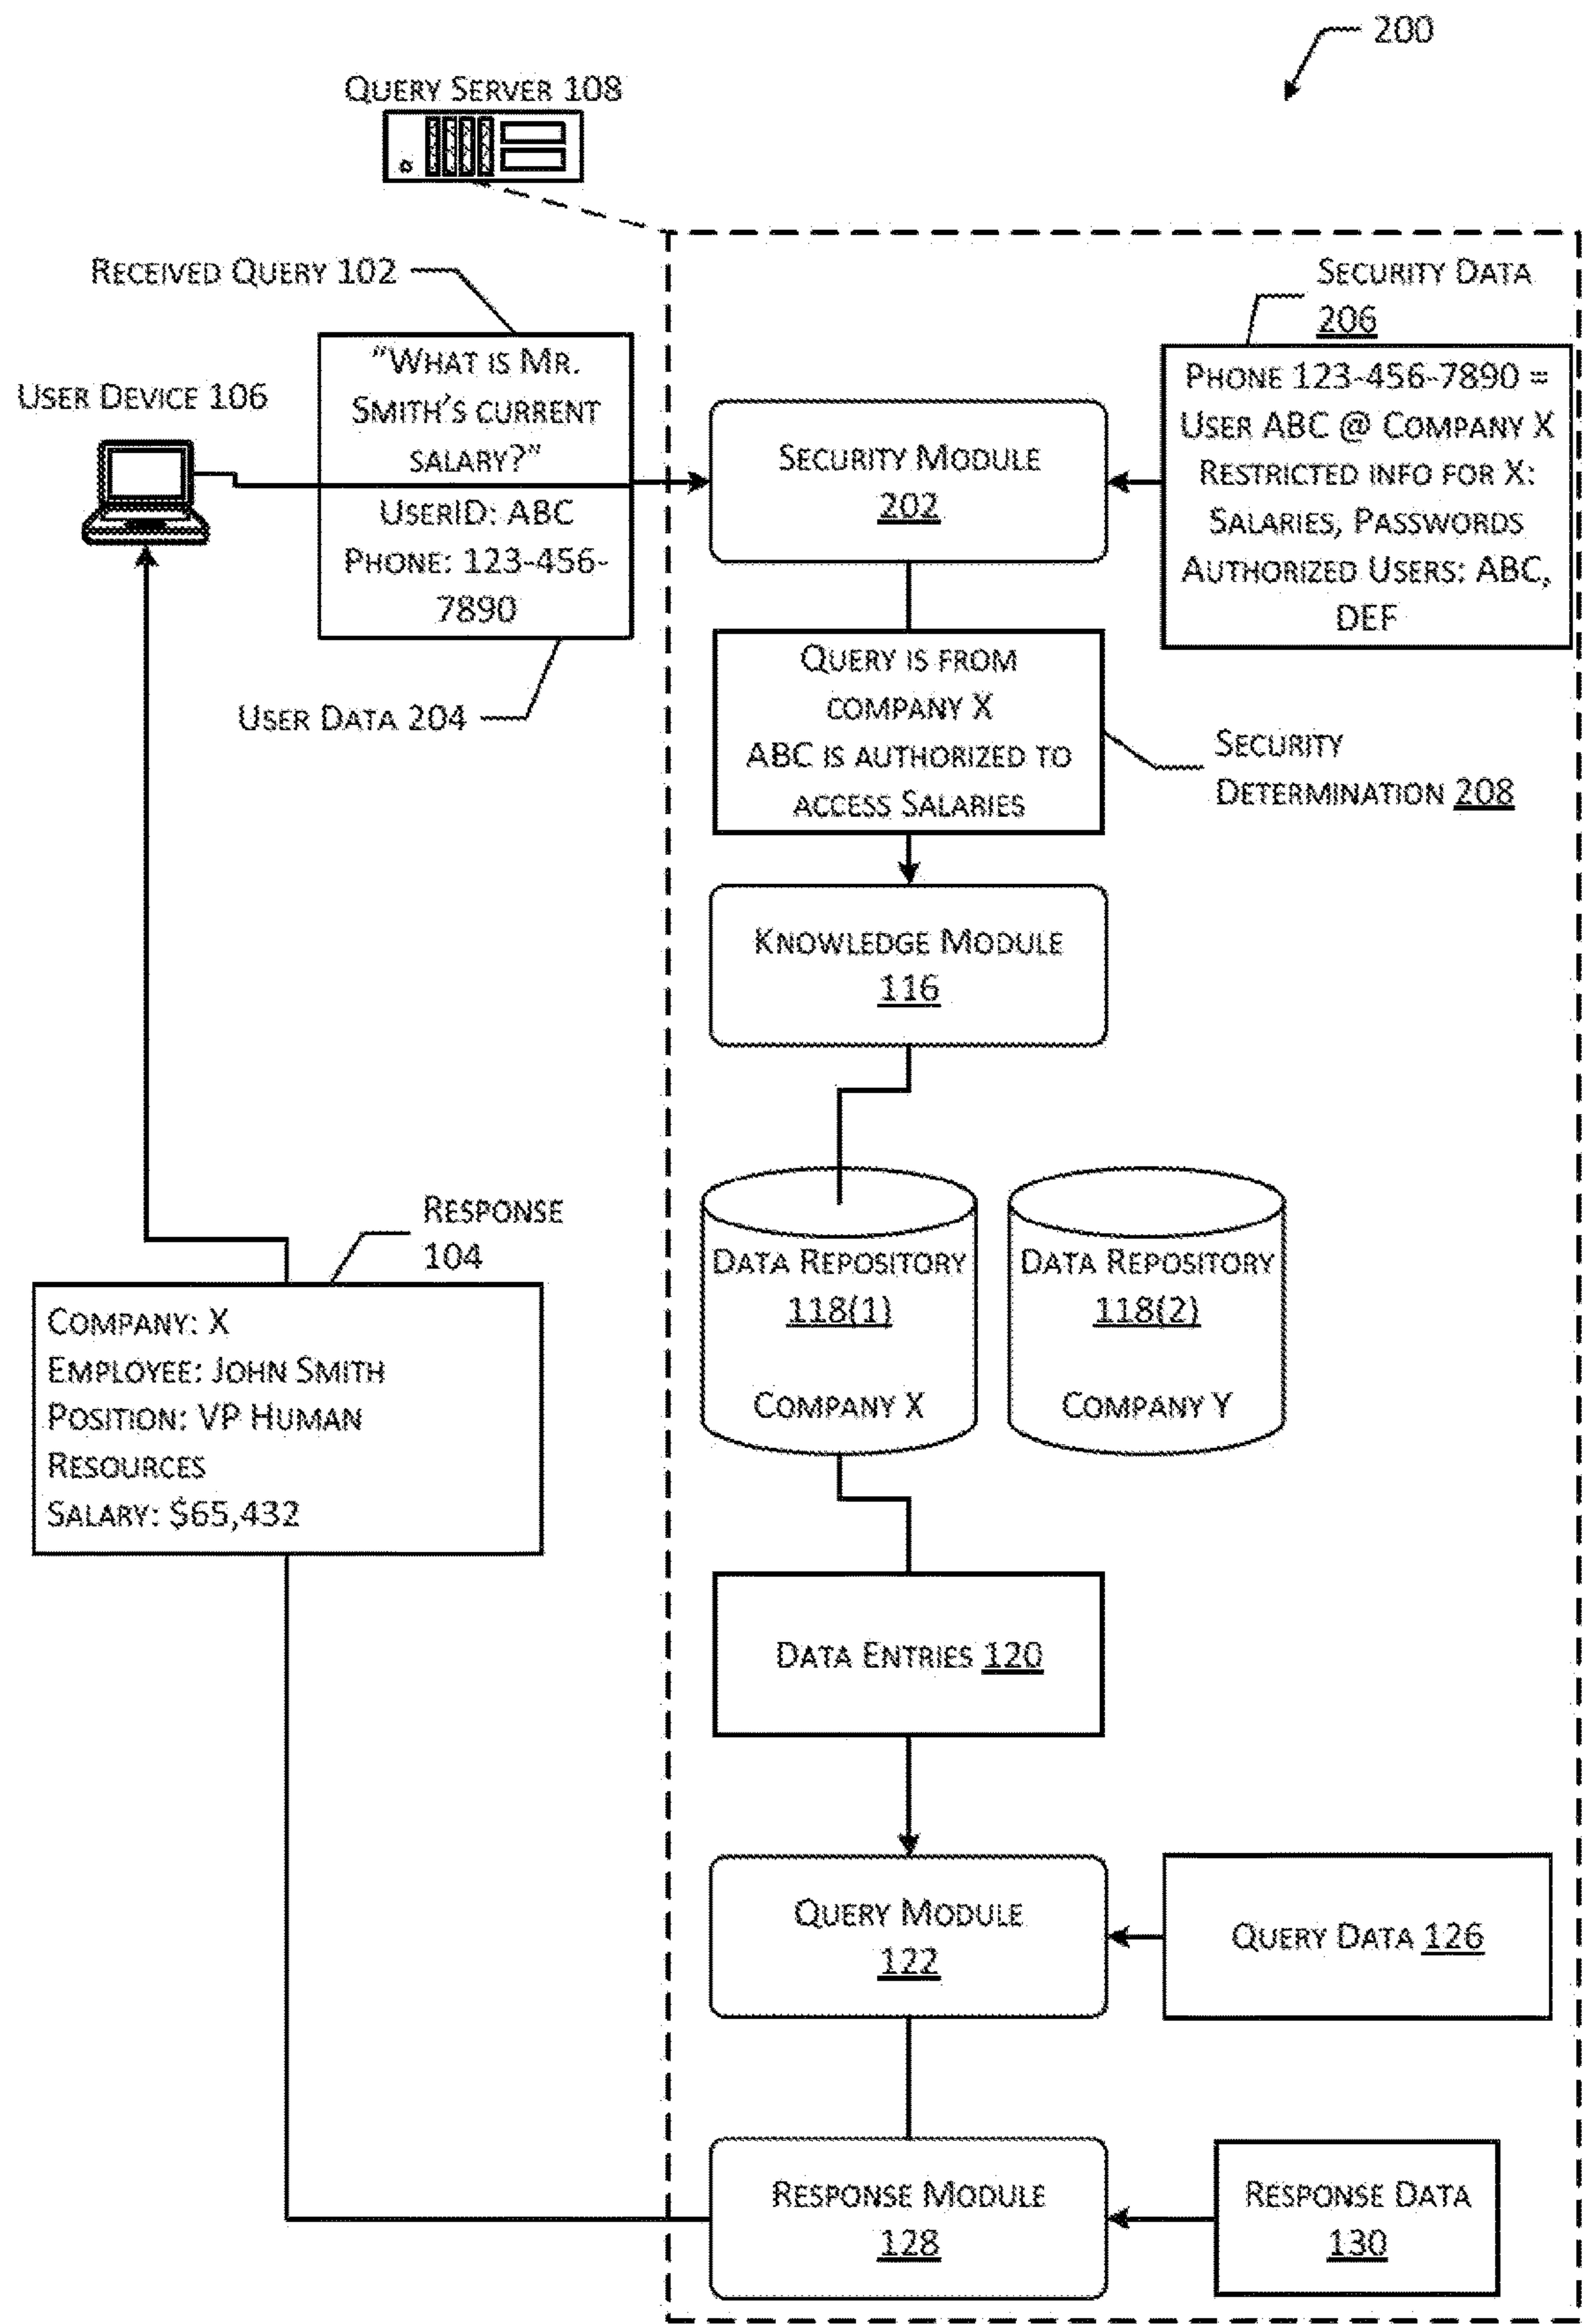 200
QUERY SERVER 108
RECEIVED QUERY 102
"WHAT IS MR.
SMITH'S CURRENT
SALARY?"
USERID: ABC
PHONE: 123-456-
7890
USER DEVICE 106
USER DATA 204
SECURITY DATA
206
PHONE 123-456-7890 =
USER ABC @ COMPANY X
RESTRICTED INFO FOR X:
SALARIES, PASSWORDS
AUTHORIZED USERS: ABC,
DEF
SECURITY MODULE
202
QUERY IS FROM
COMPANY X
ABC IS AUTHORIZED TO
ACCESS SALARIES
SECURITY
DETERMINATION 208
KNOWLEDGE MODULE
116
DATA REPOSITORY
118(1)
COMPANY X
DATA REPOSITORY
118(2)
COMPANY Y
RESPONSE
104
COMPANY: X
EMPLOYEE: JOHN SMITH
POSITION: VP HUMAN
RESOURCES
SALARY: $65,432
DATA ENTRIES 120
QUERY MODULE
122
QUERY DATA 126
RESPONSE MODULE
128
RESPONSE DATA
130